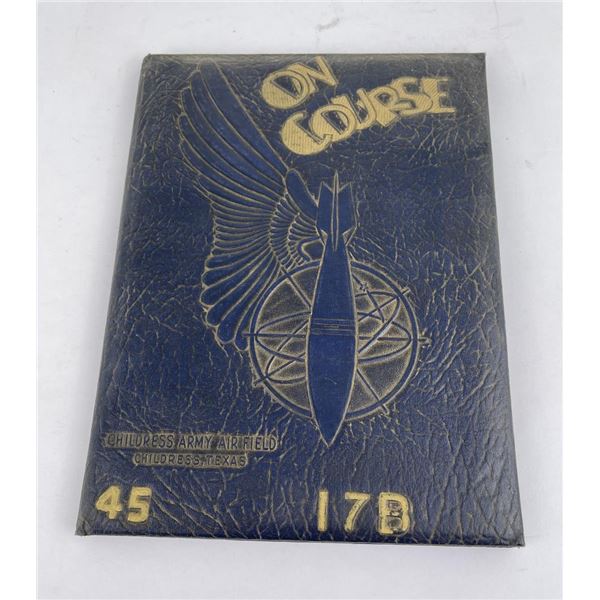 ON
COURSE
CHILDRESS ARMY AIR FIELD
CHILDRESS, TEXAS
45 17B